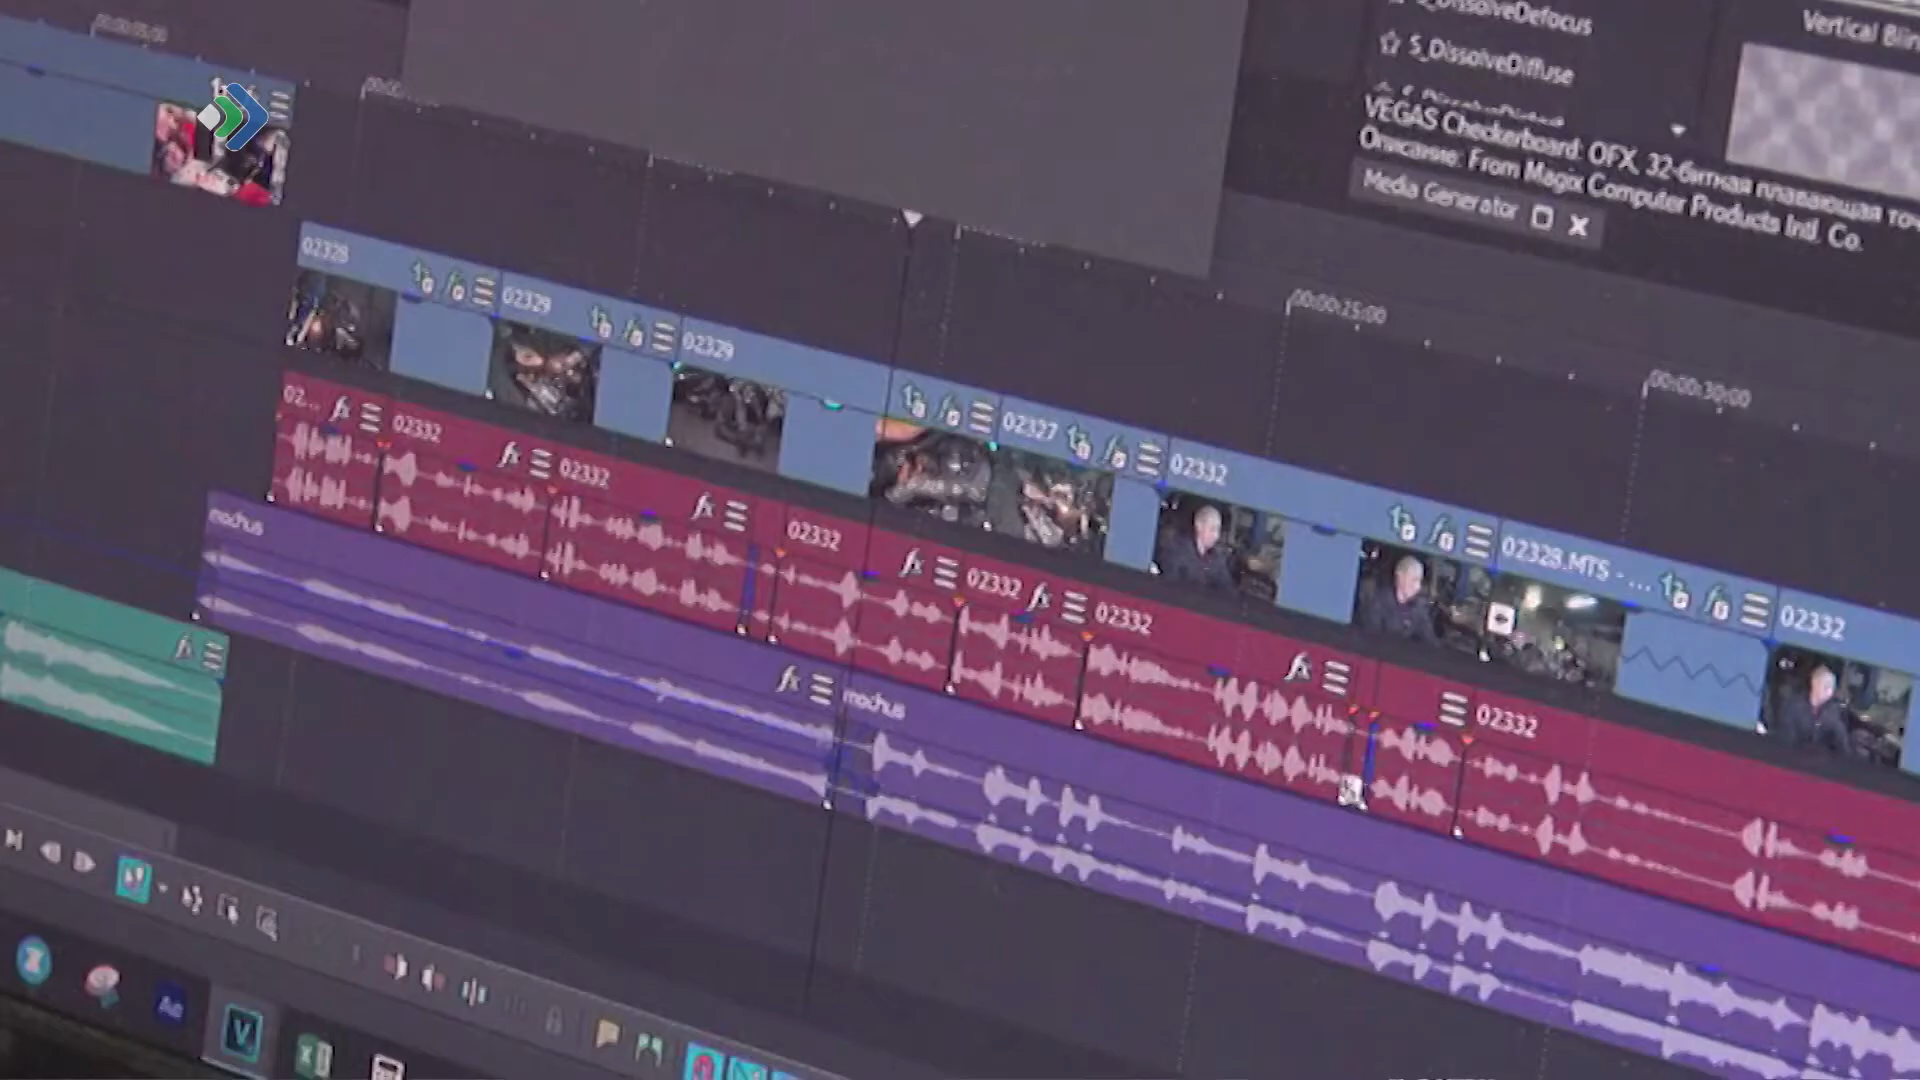 S_DissolveDefocus
Vertical Blin
S_DissolveDiffuse
VEGAS Checkerboard: OFX, 32-битная плавающая точ
Описание: From Magix Computer Products Intl. Co.
Media Generator
00:00:25:00
00:00:30:00
02328
02329
02329
02327
02332
02328.MTS - ...
02332
02... 02332
02332
02332
02332
02332
02332
mochus
mochus